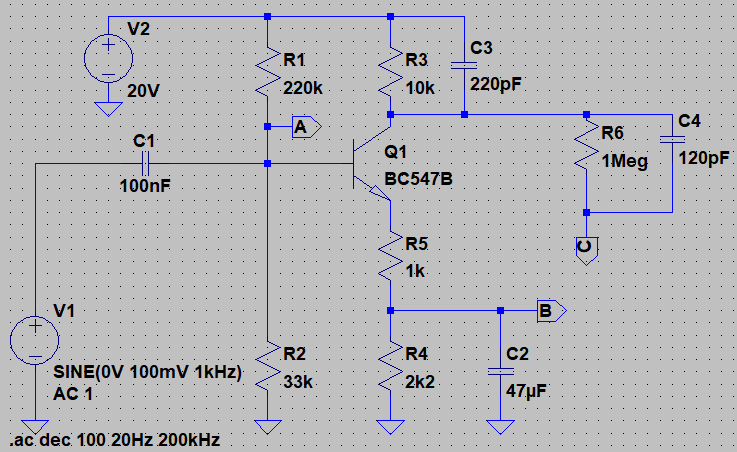 V2
20V
R1
220k
R3
10k
C3
220pF
A
C1
100nF
Q1
BC547B
R6
1Meg
C4
120pF
C
R5
1k
B
V1
SINE(0V 100mV 1kHz)
AC 1
R2
33k
R4
2k2
C2
47µF
.ac dec 100 20Hz 200kHz